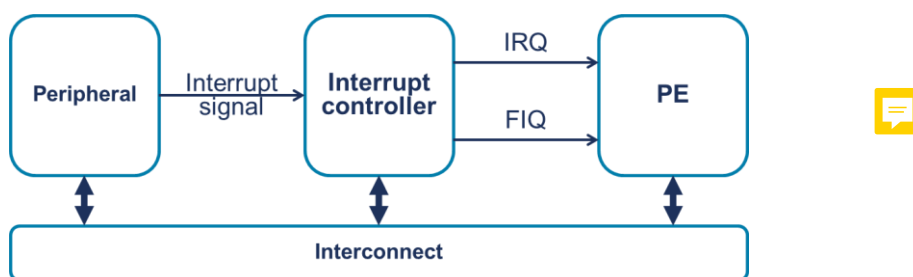 IRQ
Peripheral
Interrupt
signal
Interrupt
controller
PE
FIQ
Interconnect